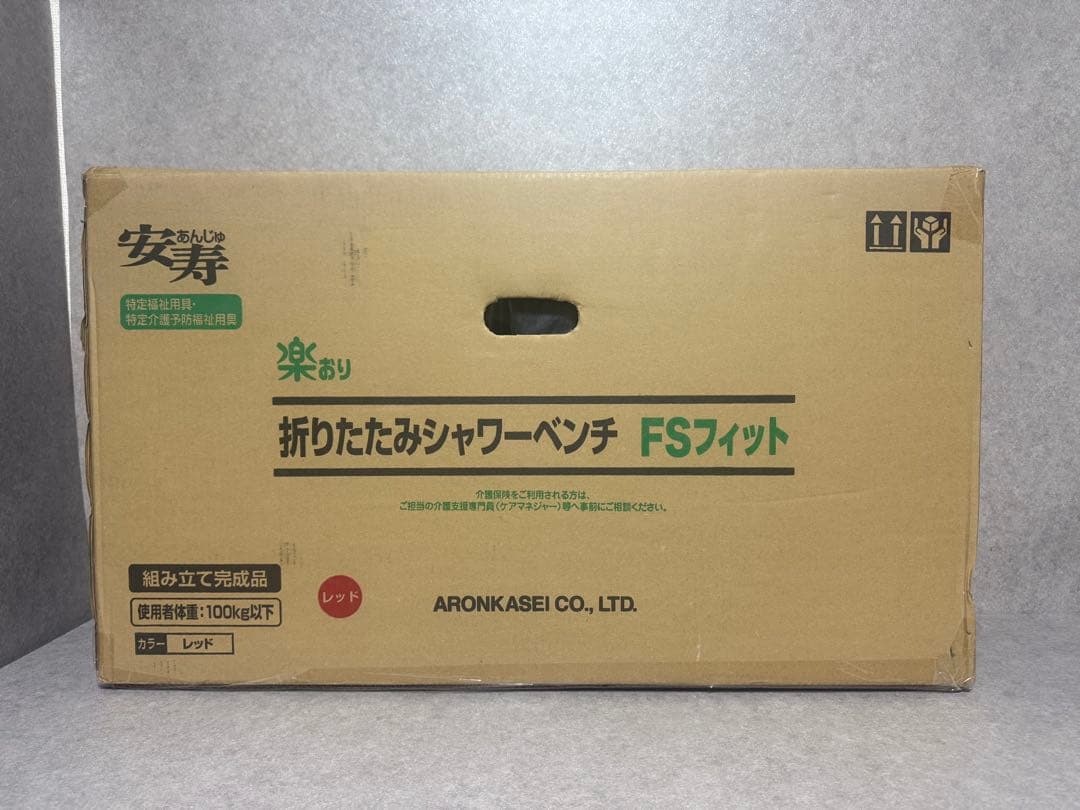 あんじゅ
安寿
特定福祉用具・
特定介護予防福祉用具
楽おり
折りたたみシャワーベンチ FSフィット
介護保険をご利用される方は、
ご担当の介護支援専門員(ケアマネジャー)等へ事前にご相談ください。
組み立て完成品
使用者体重:100kg以下
カラー レッド
レッド
ARONKASEI CO., LTD.